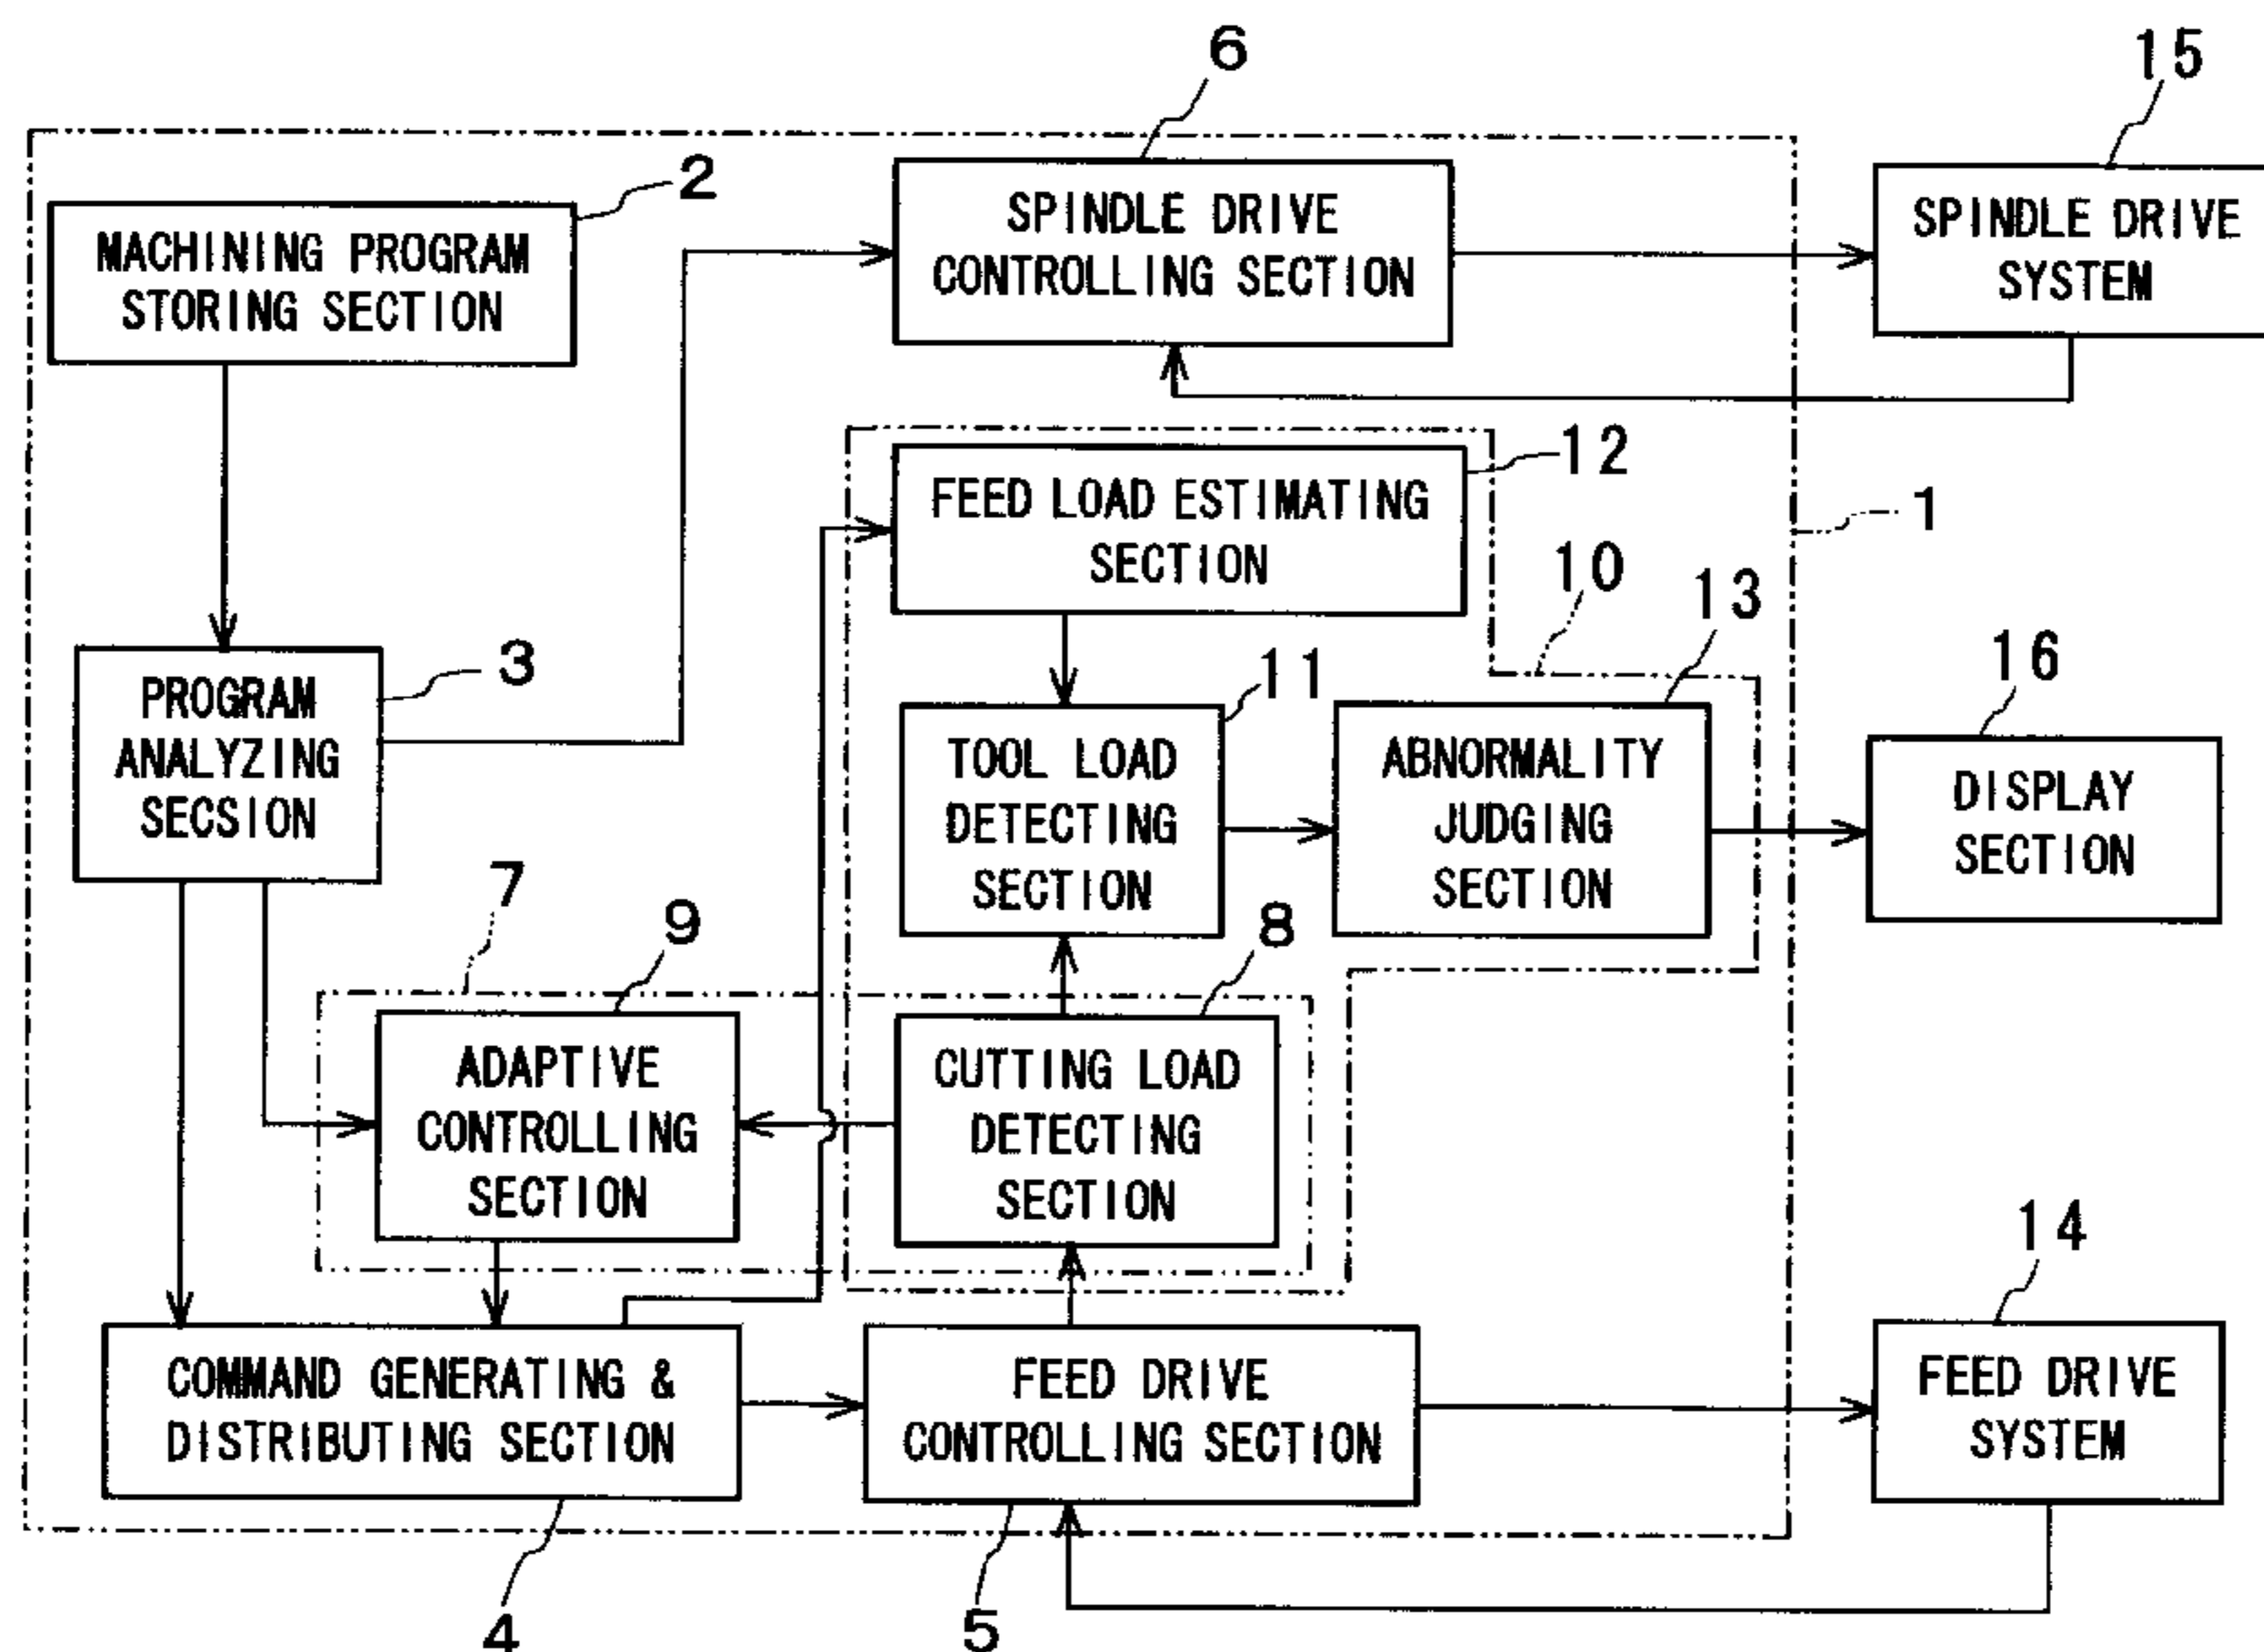 6
15
2
SPINDLE DRIVE
CONTROLLING SECTION
SPINDLE DRIVE
SYSTEM
MACHINING PROGRAM
STORING SECTION
12
FEED LOAD ESTIMATING
SECTION
1
10
13
3
PROGRAM
ANALYZING
SECSION
11
16
TOOL LOAD
DETECTING
SECTION
ABNORMALITY
JUDGING
SECTION
DISPLAY
SECTION
7
9
8
ADAPTIVE
CONTROLLING
SECTION
CUTTING LOAD
DETECTING
SECTION
14
COMMAND GENERATING &
DISTRIBUTING SECTION
FEED DRIVE
CONTROLLING SECTION
FEED DRIVE
SYSTEM
4
5